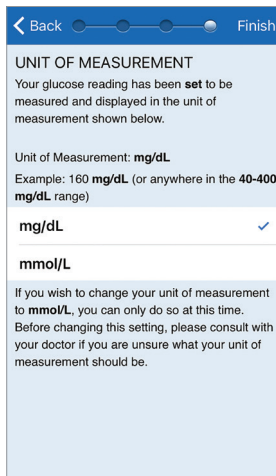 Back
Finish
UNIT OF MEASUREMENT
Your glucose reading has been set to be
measured and displayed in the unit of
measurement shown below.
Unit of Measurement: mg/dL
Example: 160 mg/dL (or anywhere in the 40-400
mg/dL range)
mg/dL
mmol/L
If you wish to change your unit of measurement
to mmol/L, you can only do so at this time.
Before changing this setting, please consult with
your doctor if you are unsure what your unit of
measurement should be.